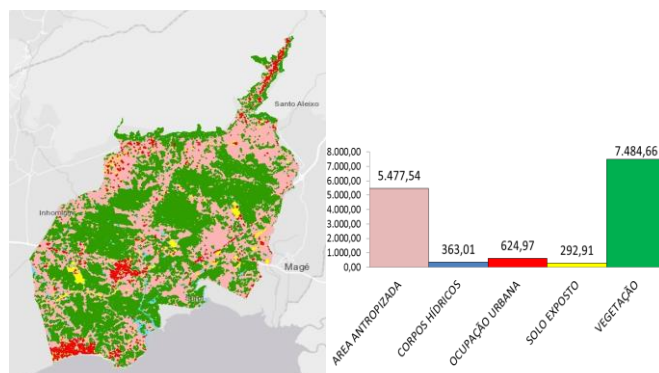 Santo Aleixo
Magé
7.484,66
8.000,00
7.000,00
5.477,54
6.000,00
5.000,00
4.000,00
3.000,00
2.000,00
363,01
624,97
292,91
1.000,00
0,00
AREA ANTROPIZADA
CORPOS HÍDRICOS
OCUPAÇÃO URBANA
SOLO EXPOSTO
VEGETAÇÃO